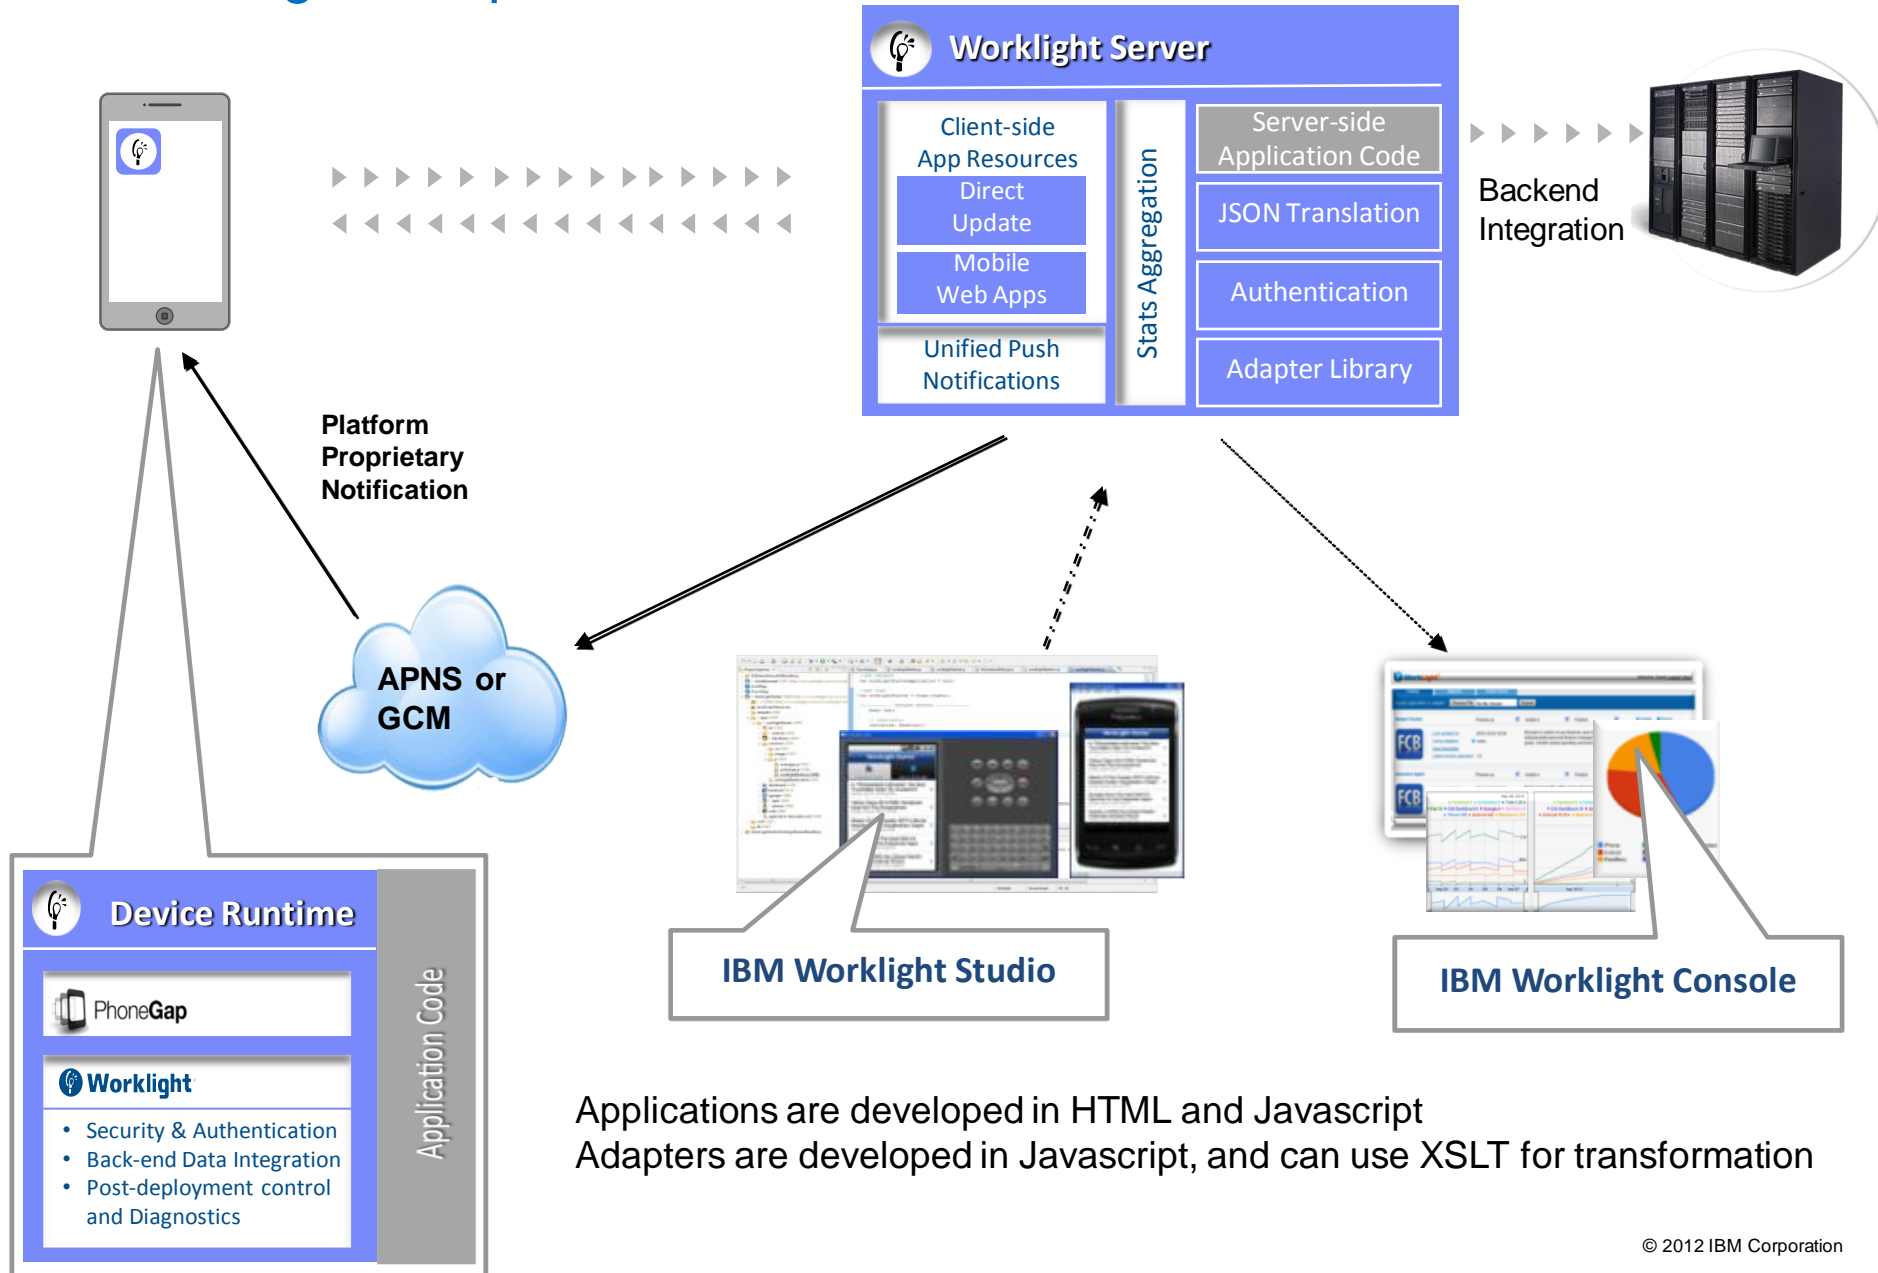 Worklight Server
Client-side
App Resources
Direct
Update
Mobile
Web Apps
Unified Push
Notifications
Stats Aggregation
Server-side
Application Code
JSON Translation
Authentication
Adapter Library
Backend
Integration
Platform
Proprietary
Notification
APNS or
GCM
FCB
FCB
IBM Worklight Studio
IBM Worklight Console
Device Runtime
PhoneGap
Worklight
• Security & Authentication
• Back-end Data Integration
• Post-deployment control
and Diagnostics
Application Code
Applications are developed in HTML and Javascript
Adapters are developed in Javascript, and can use XSLT for transformation
© 2012 IBM Corporation